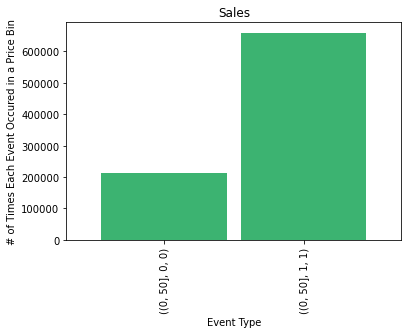 Sales
# of Times Each Event Occured in a Price Bin
600000
500000
400000
300000
200000
100000
0
((0, 50], 0, 0)
((0, 50], 1, 1)
Event Type